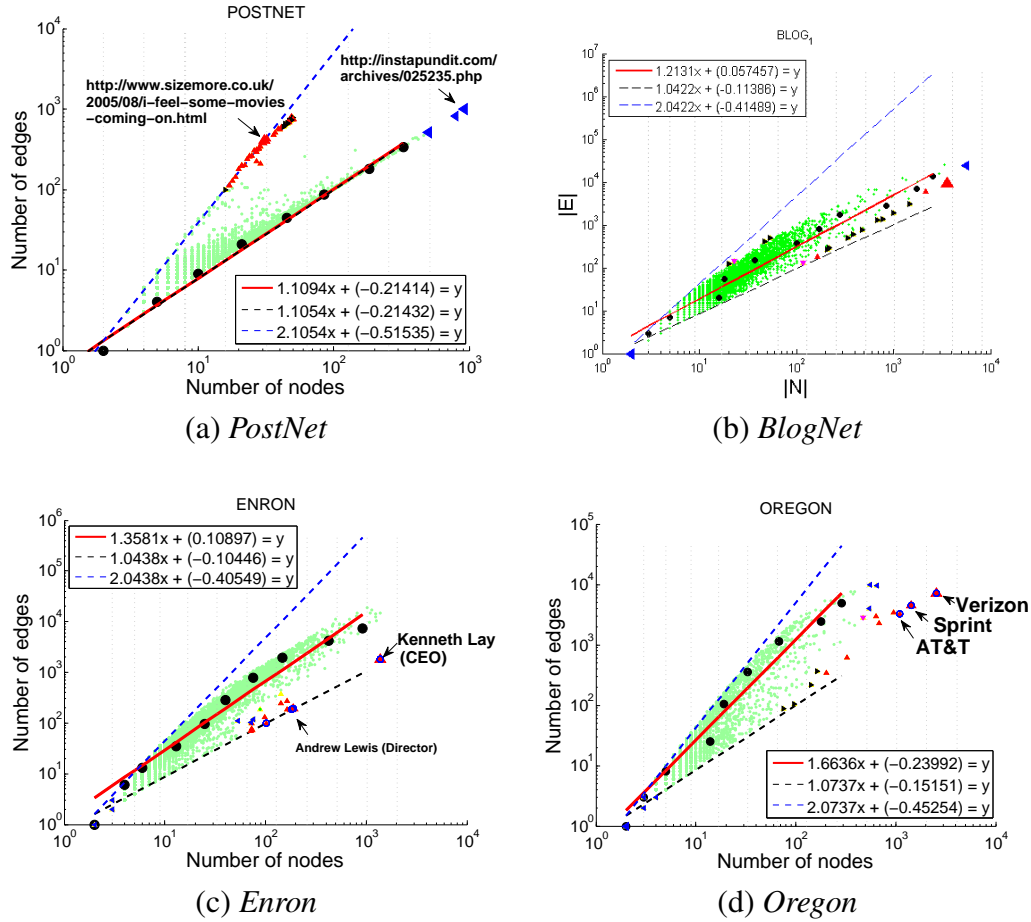 POSTNET
Number of edges
10^3
10^2
10^1
10^0
http://www.sizemore.co.uk/
2005/08/i-feel-some-movies
-coming-on.html
http://instapundit.com/
archives/025235.php
1.1094x + (-0.21414) = y
1.1054x + (-0.21432) = y
2.1054x + (-0.51535) = y
10^0 10^1 10^2 10^3
Number of nodes
(a) PostNet
BLOG_1
|E|
10^7
10^6
10^5
10^4
10^3
10^2
10^1
10^0
1.2131x + (0.057457) = y
1.0422x + (-0.11386) = y
2.0422x + (-0.41489) = y
10^0 10^1 10^2 10^3 10^4
|N|
(b) BlogNet
ENRON
Number of edges
10^6
10^5
10^4
10^3
10^2
10^1
10^0
1.3581x + (0.10897) = y
1.0438x + (-0.10446) = y
2.0438x + (-0.40549) = y
Kenneth Lay
(CEO)
Andrew Lewis (Director)
10^0 10^1 10^2 10^3 10^4
Number of nodes
(c) Enron
OREGON
Number of edges
10^5
10^4
10^3
10^2
10^1
10^0
Verizon
Sprint
AT&T
1.6636x + (-0.23992) = y
1.0737x + (-0.15151) = y
2.0737x + (-0.45254) = y
10^0 10^1 10^2 10^3 10^4
Number of nodes
(d) Oregon